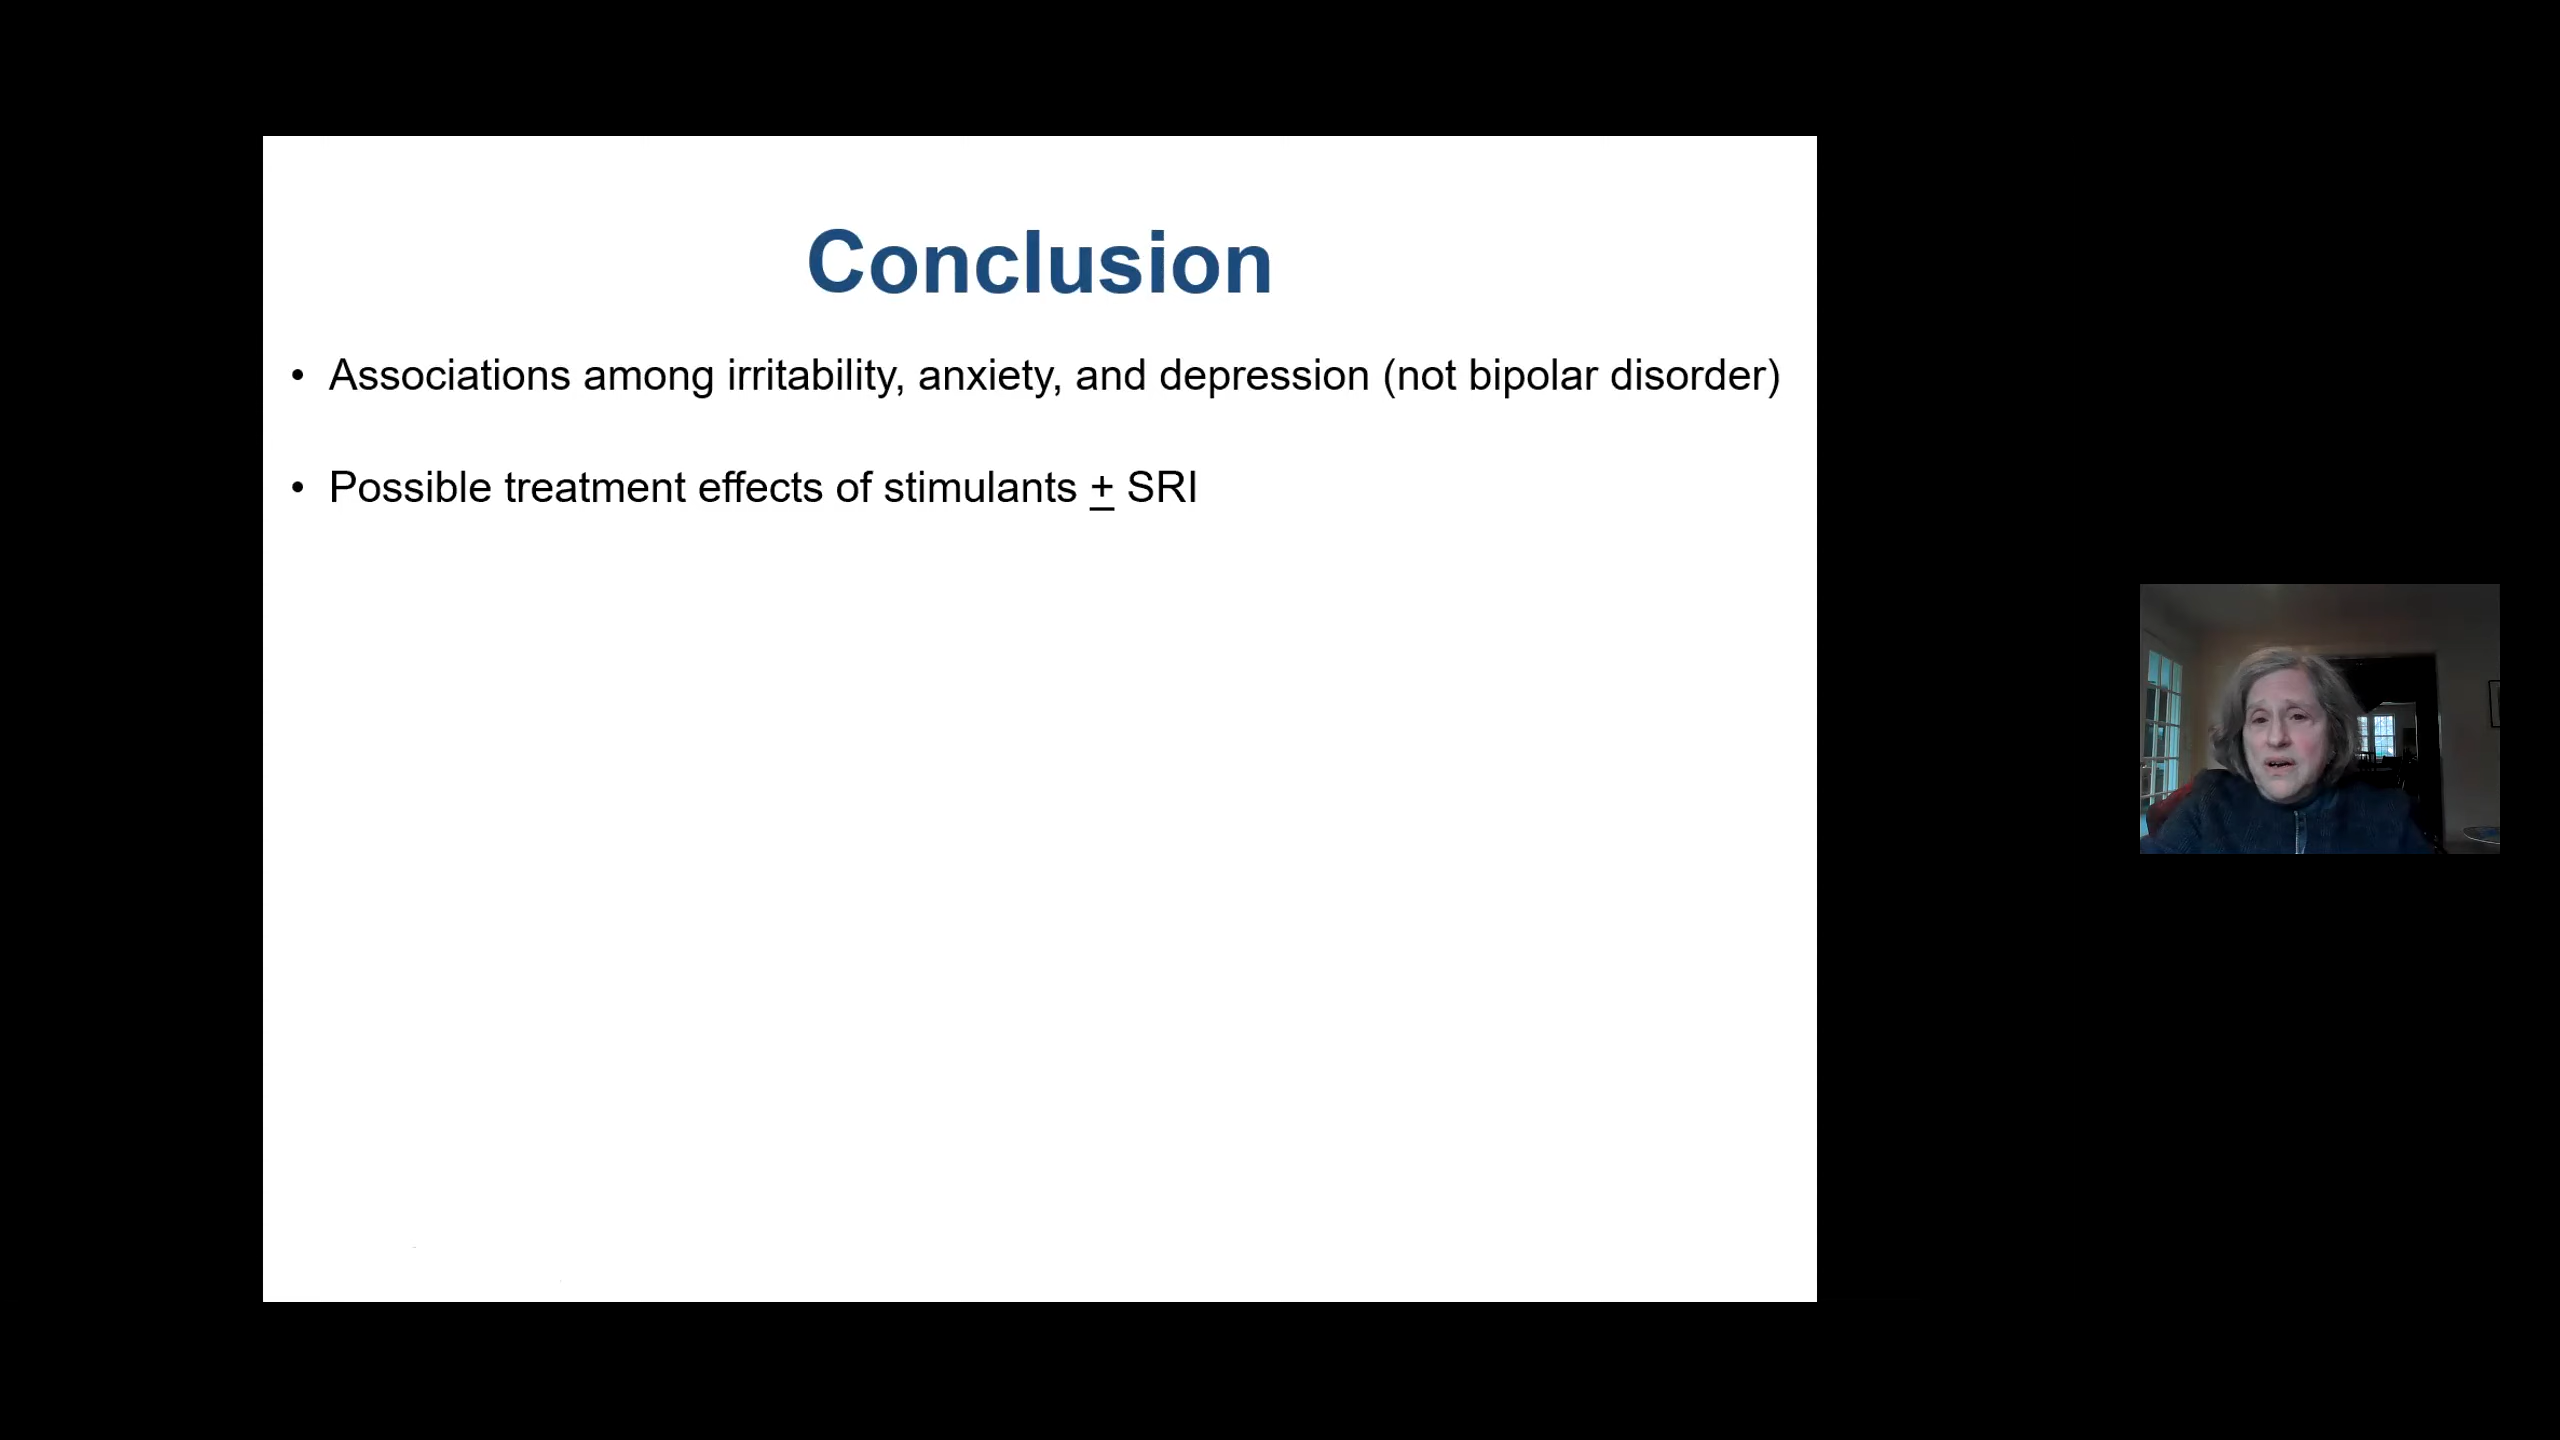 Conclusion
• Associations among irritability, anxiety, and depression (not bipolar disorder)
• Possible treatment effects of stimulants ± SRI